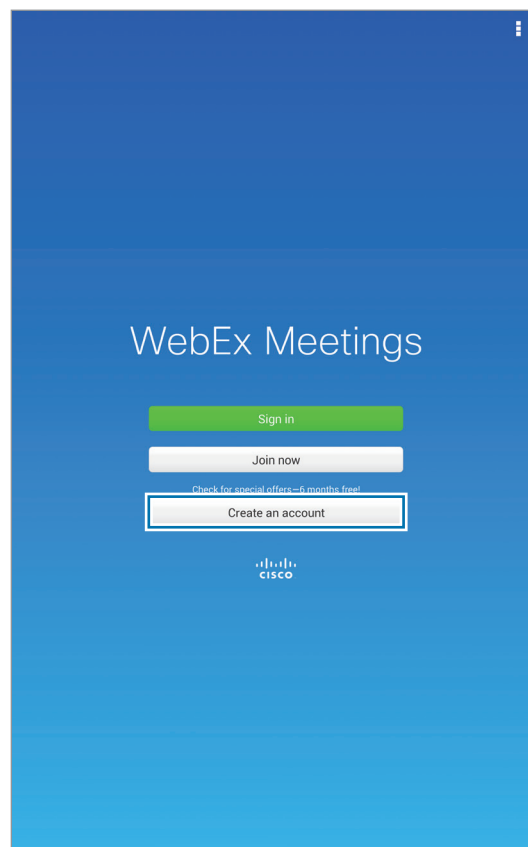 WebEx Meetings
Sign in
Join now
Check for special offers—6 months free!
Create an account
CISCO